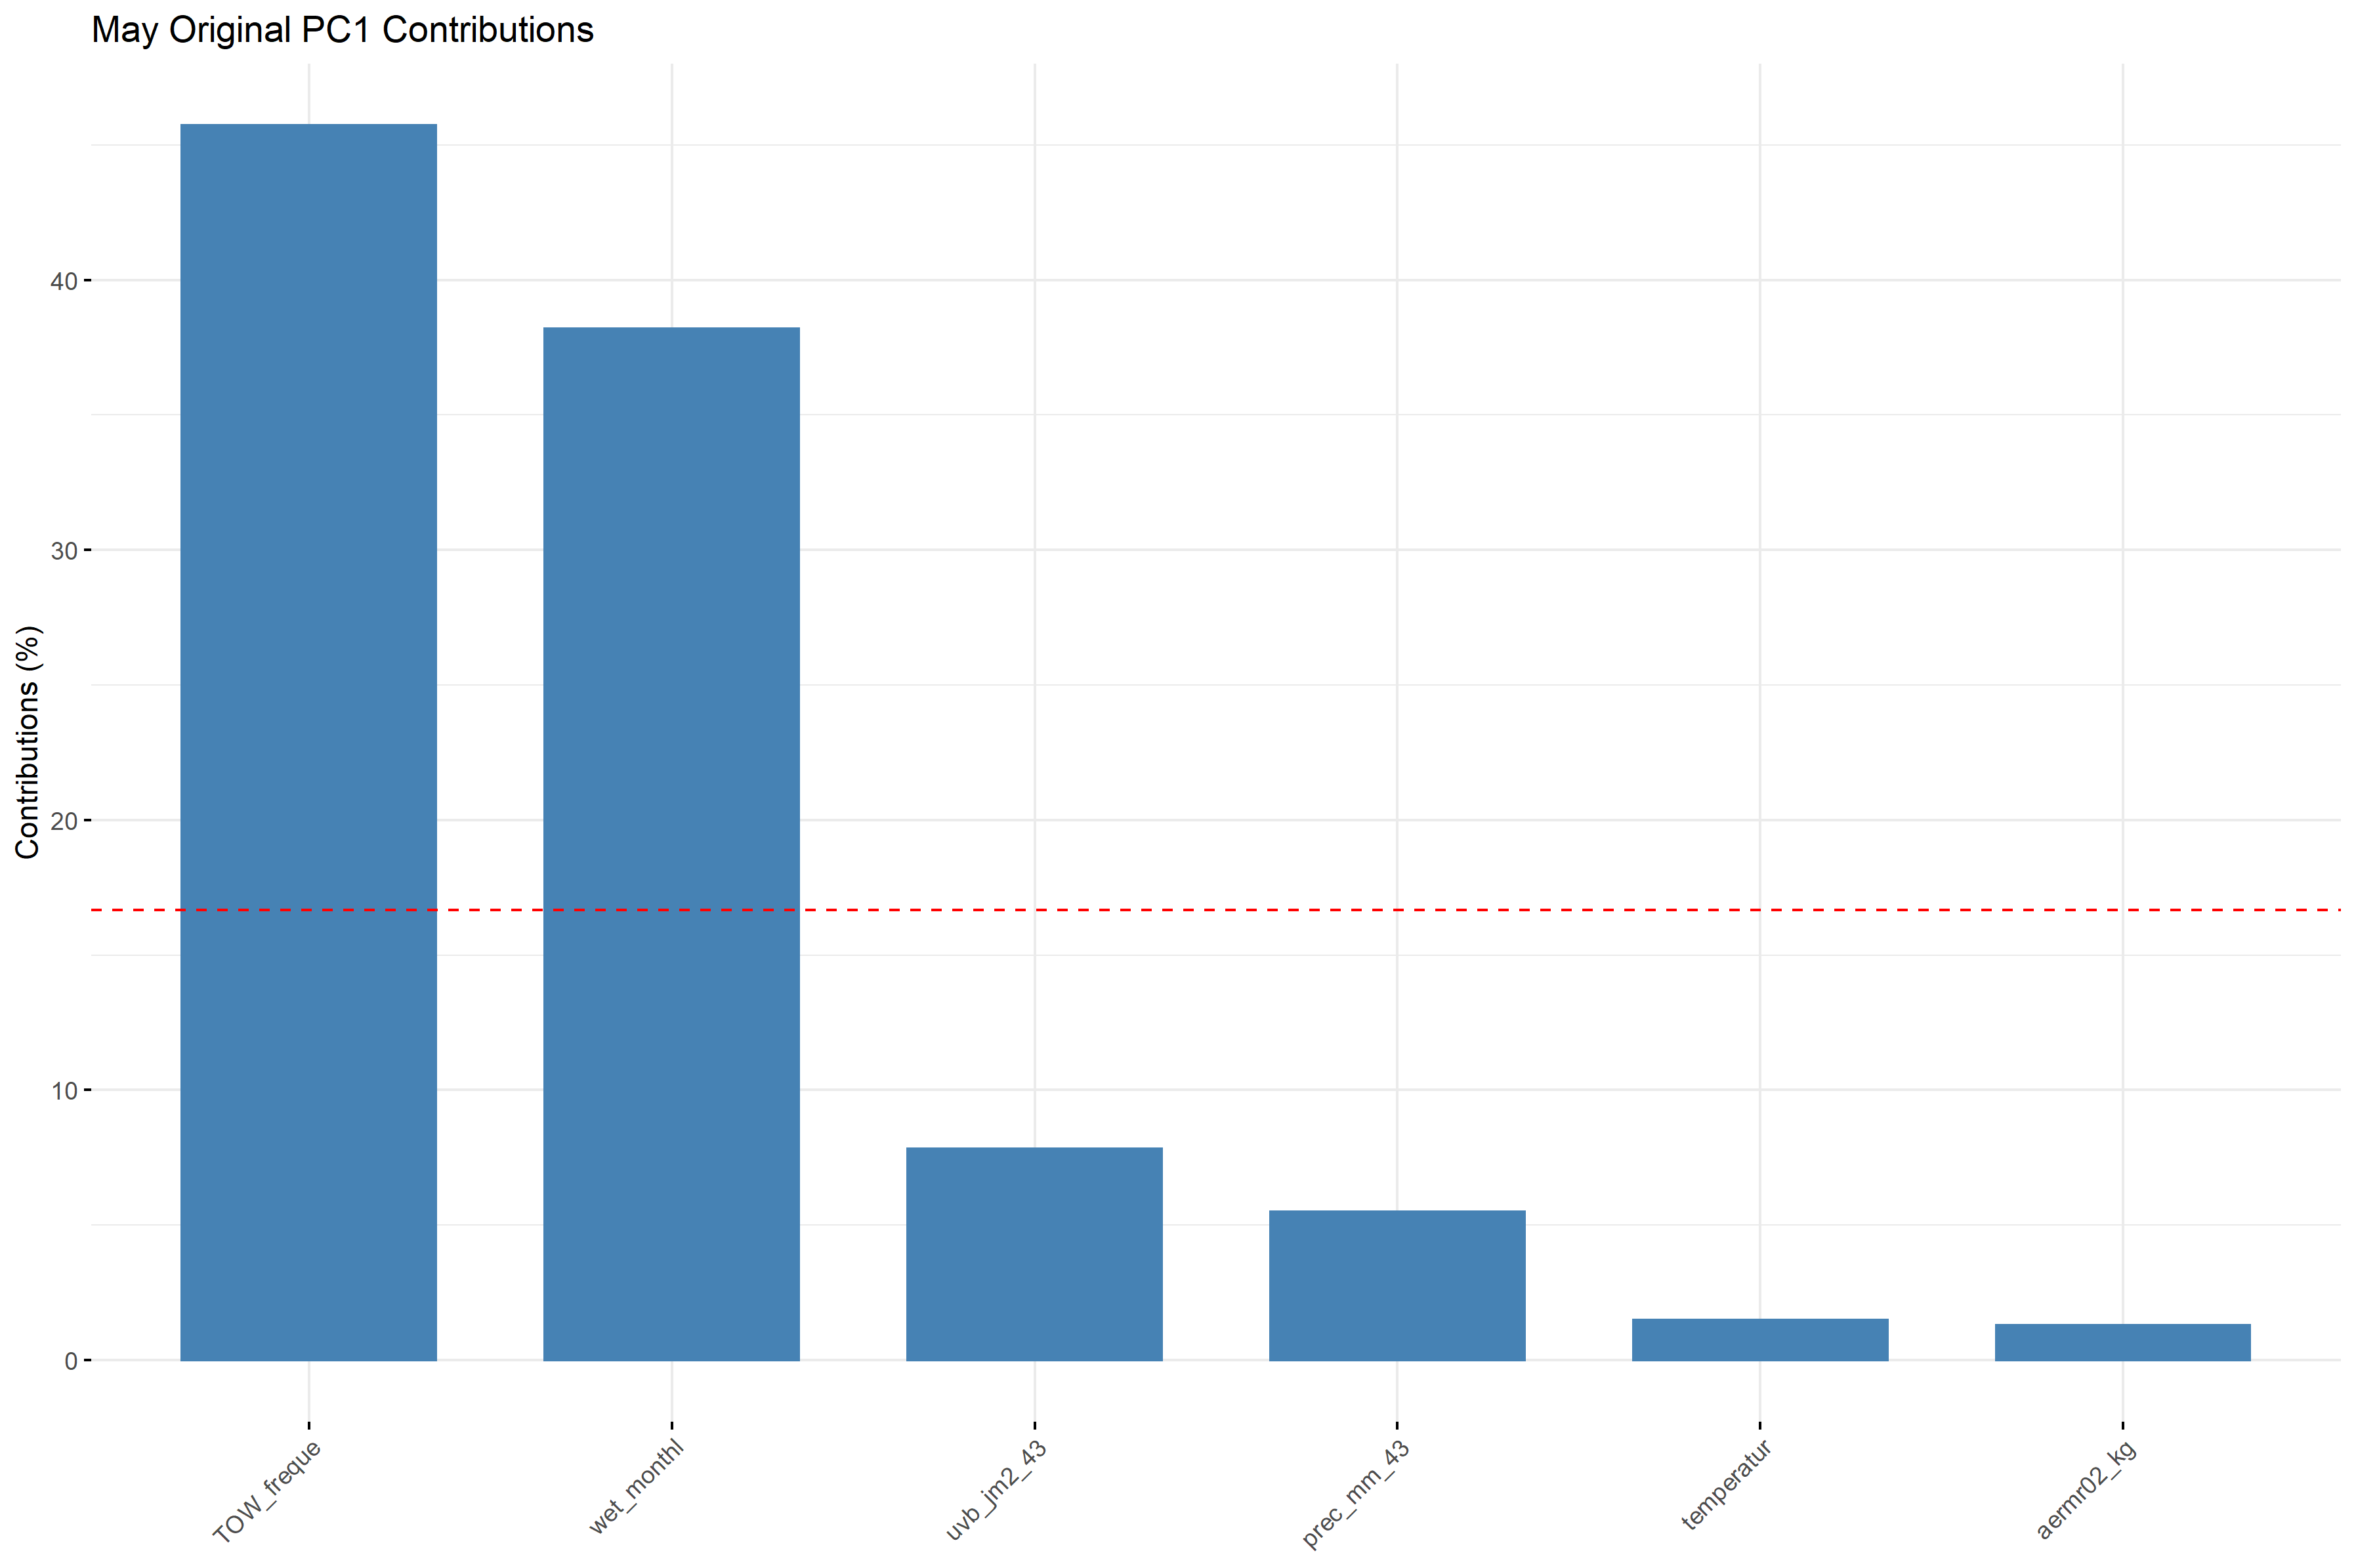 May Original PC1 Contributions
Contributions (%)
40
30
20
10
0
TOW_freque
wet_monthl
uvb_jm2_43
prec_mm_43
temperatur
aermr02_kg